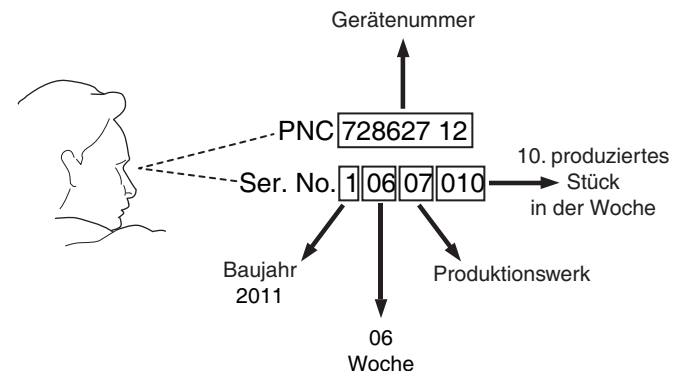 Gerätenummer
PNC 728627 12
Ser. No. 1 06 07 010
10. produziertes
Stück
in der Woche
Baujahr
2011
Produktionswerk
06
Woche